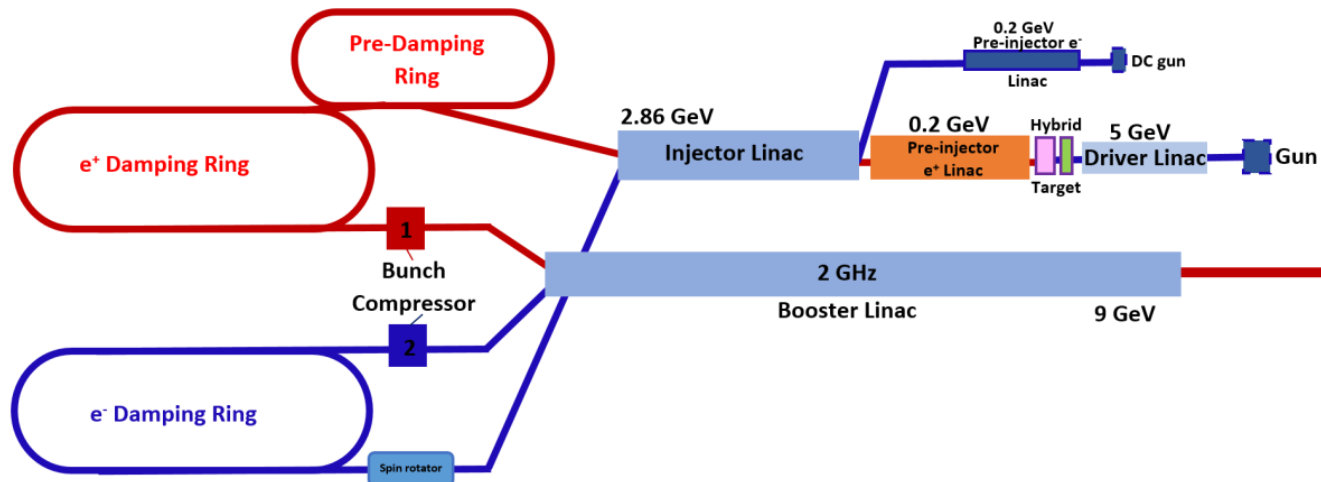 Pre-Damping
Ring
e⁺ Damping Ring
1
Bunch
Compressor
2
e⁻ Damping Ring
Spin rotator
2.86 GeV
Injector Linac
0.2 GeV
Pre-injector e⁻
Linac
DC gun
0.2 GeV
Pre-injector
e⁺ Linac
Hybrid
Target
5 GeV
Driver Linac
Gun
2 GHz
Booster Linac
9 GeV